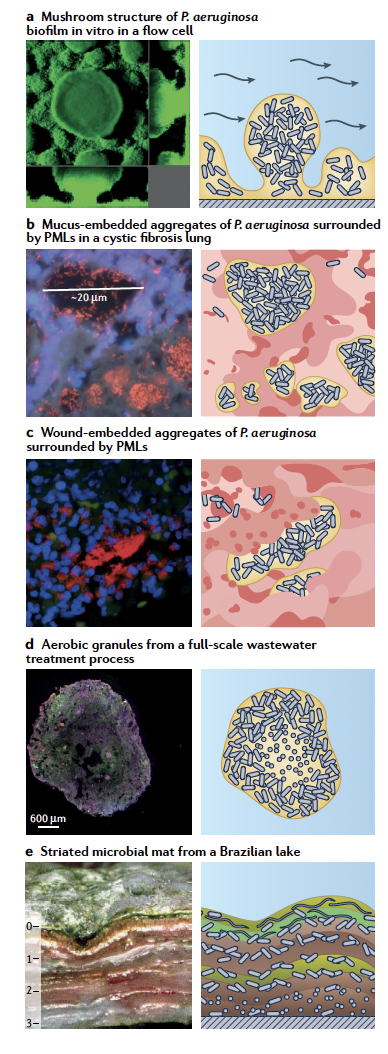 a Mushroom structure of P. aeruginosa
biofilm in vitro in a flow cell
b Mucus-embedded aggregates of P. aeruginosa surrounded
by PMLs in a cystic fibrosis lung
~20 μm
c Wound-embedded aggregates of P. aeruginosa
surrounded by PMLs
d Aerobic granules from a full-scale wastewater
treatment process
600 μm
e Striated microbial mat from a Brazilian lake
0–
1–
2–
3–